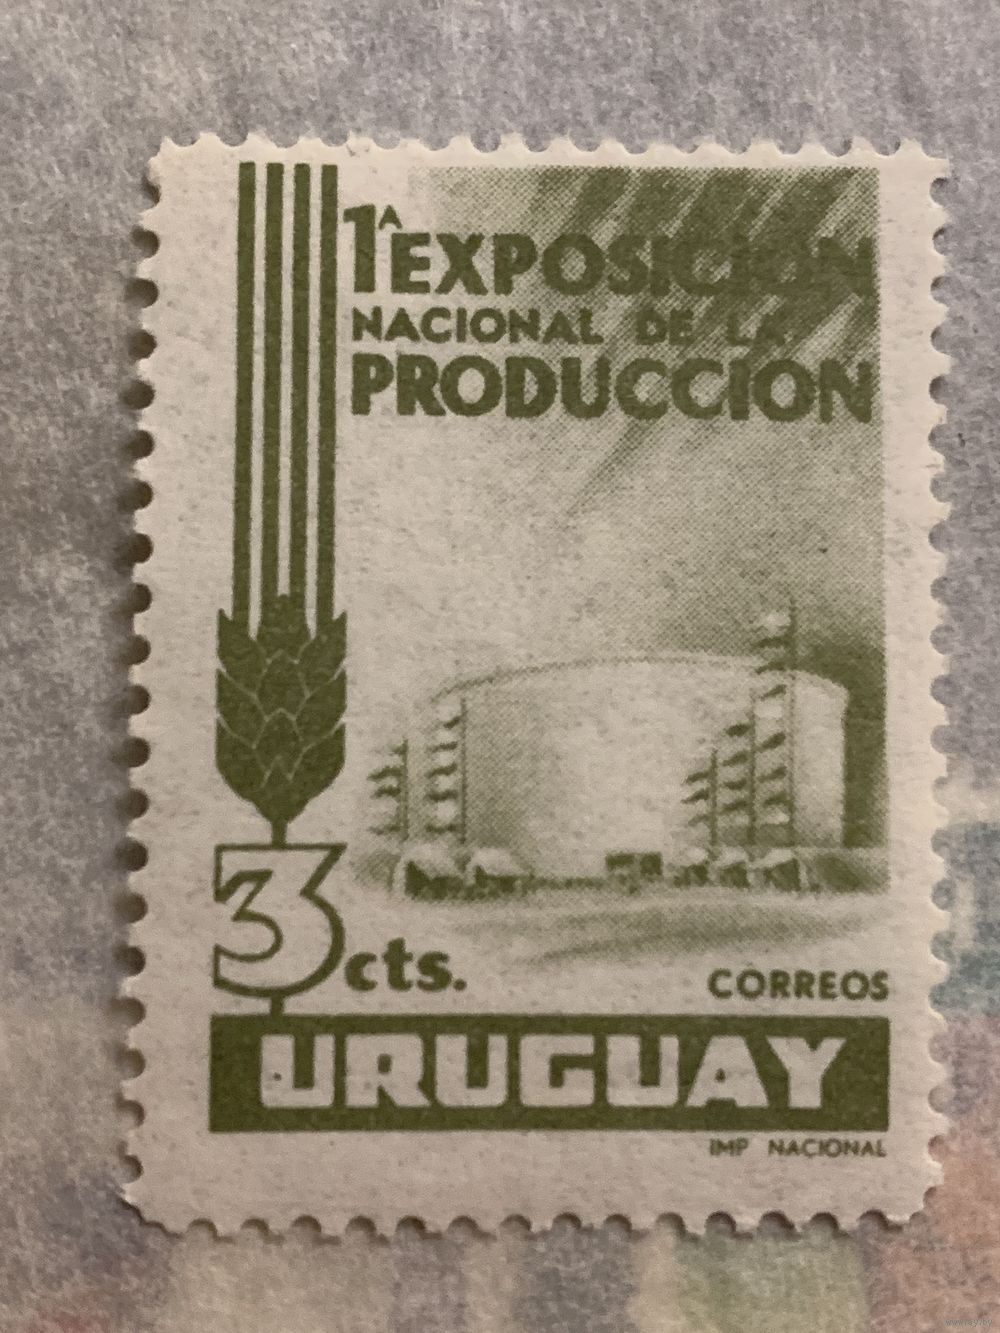 1A EXPOSICION
NACIONAL DE LA
PRODUCCION
3 cts.
CORREOS
URUGUAY
IMP NACIONAL